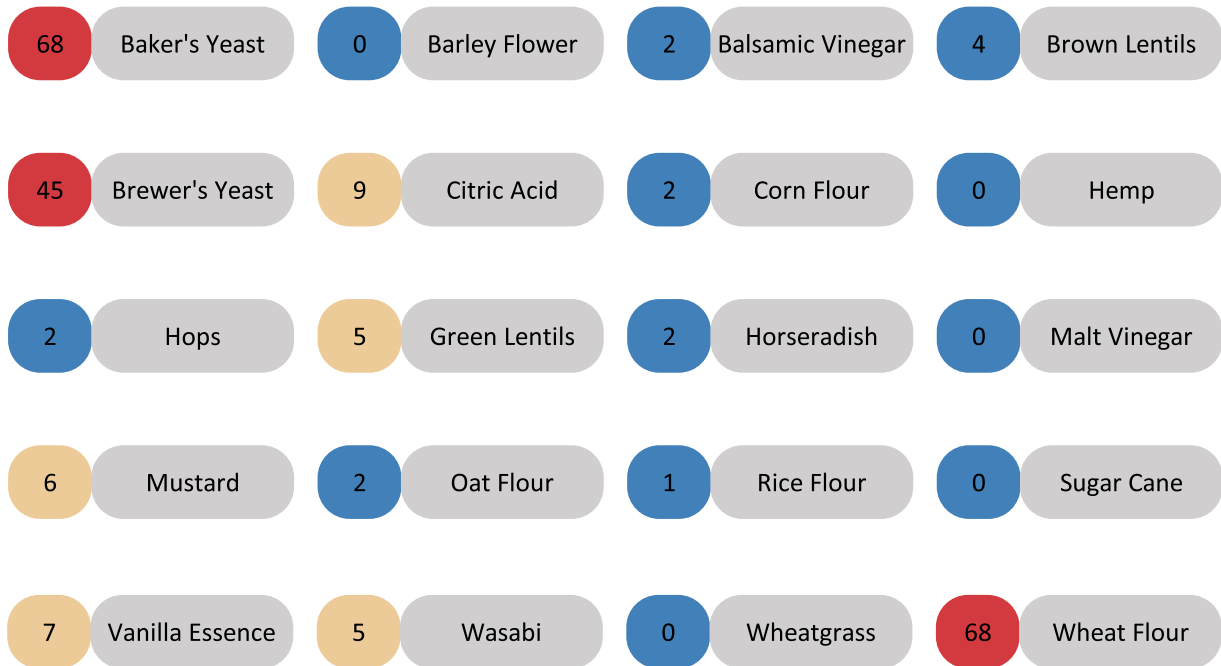 68 Baker's Yeast 0 Barley Flower 2 Balsamic Vinegar 4 Brown Lentils
45 Brewer's Yeast 9 Citric Acid 2 Corn Flour 0 Hemp
2 Hops 5 Green Lentils 2 Horseradish 0 Malt Vinegar
6 Mustard 2 Oat Flour 1 Rice Flour 0 Sugar Cane
7 Vanilla Essence 5 Wasabi 0 Wheatgrass 68 Wheat Flour